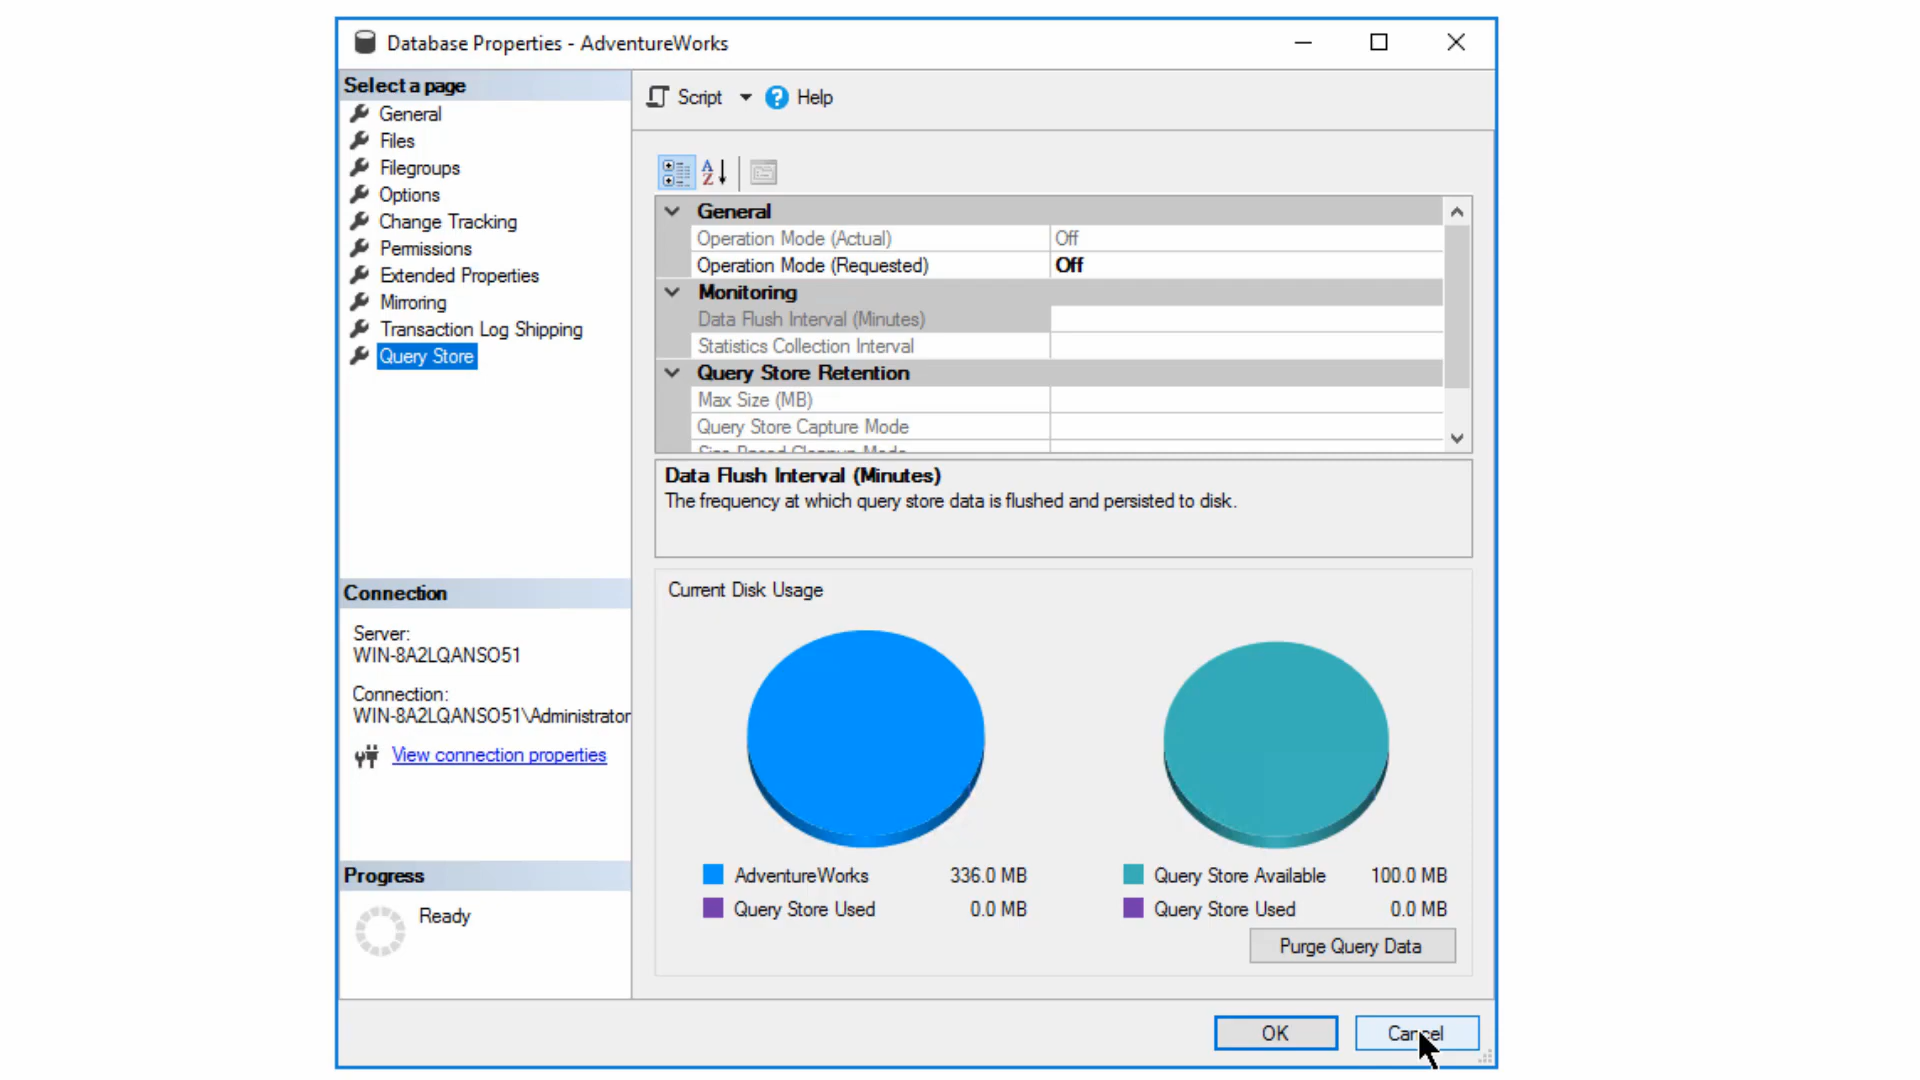 Database Properties - AdventureWorks
Select a page
General
Files
Filegroups
Options
Change Tracking
Permissions
Extended Properties
Mirroring
Transaction Log Shipping
Query Store
Connection
Server:
WIN-8A2LQANSO51
Connection:
WIN-8A2LQANSO51\Administrator
View connection properties
Progress
Ready
Script
Help
General
Operation Mode (Actual) Off
Operation Mode (Requested) Off
Monitoring
Data Flush Interval (Minutes)
Statistics Collection Interval
Query Store Retention
Max Size (MB)
Query Store Capture Mode
Size Based Cleanup Mode
Data Flush Interval (Minutes)
The frequency at which query store data is flushed and persisted to disk.
Current Disk Usage
AdventureWorks 336.0 MB
Query Store Used 0.0 MB
Query Store Available 100.0 MB
Query Store Used 0.0 MB
Purge Query Data
OK
Cancel